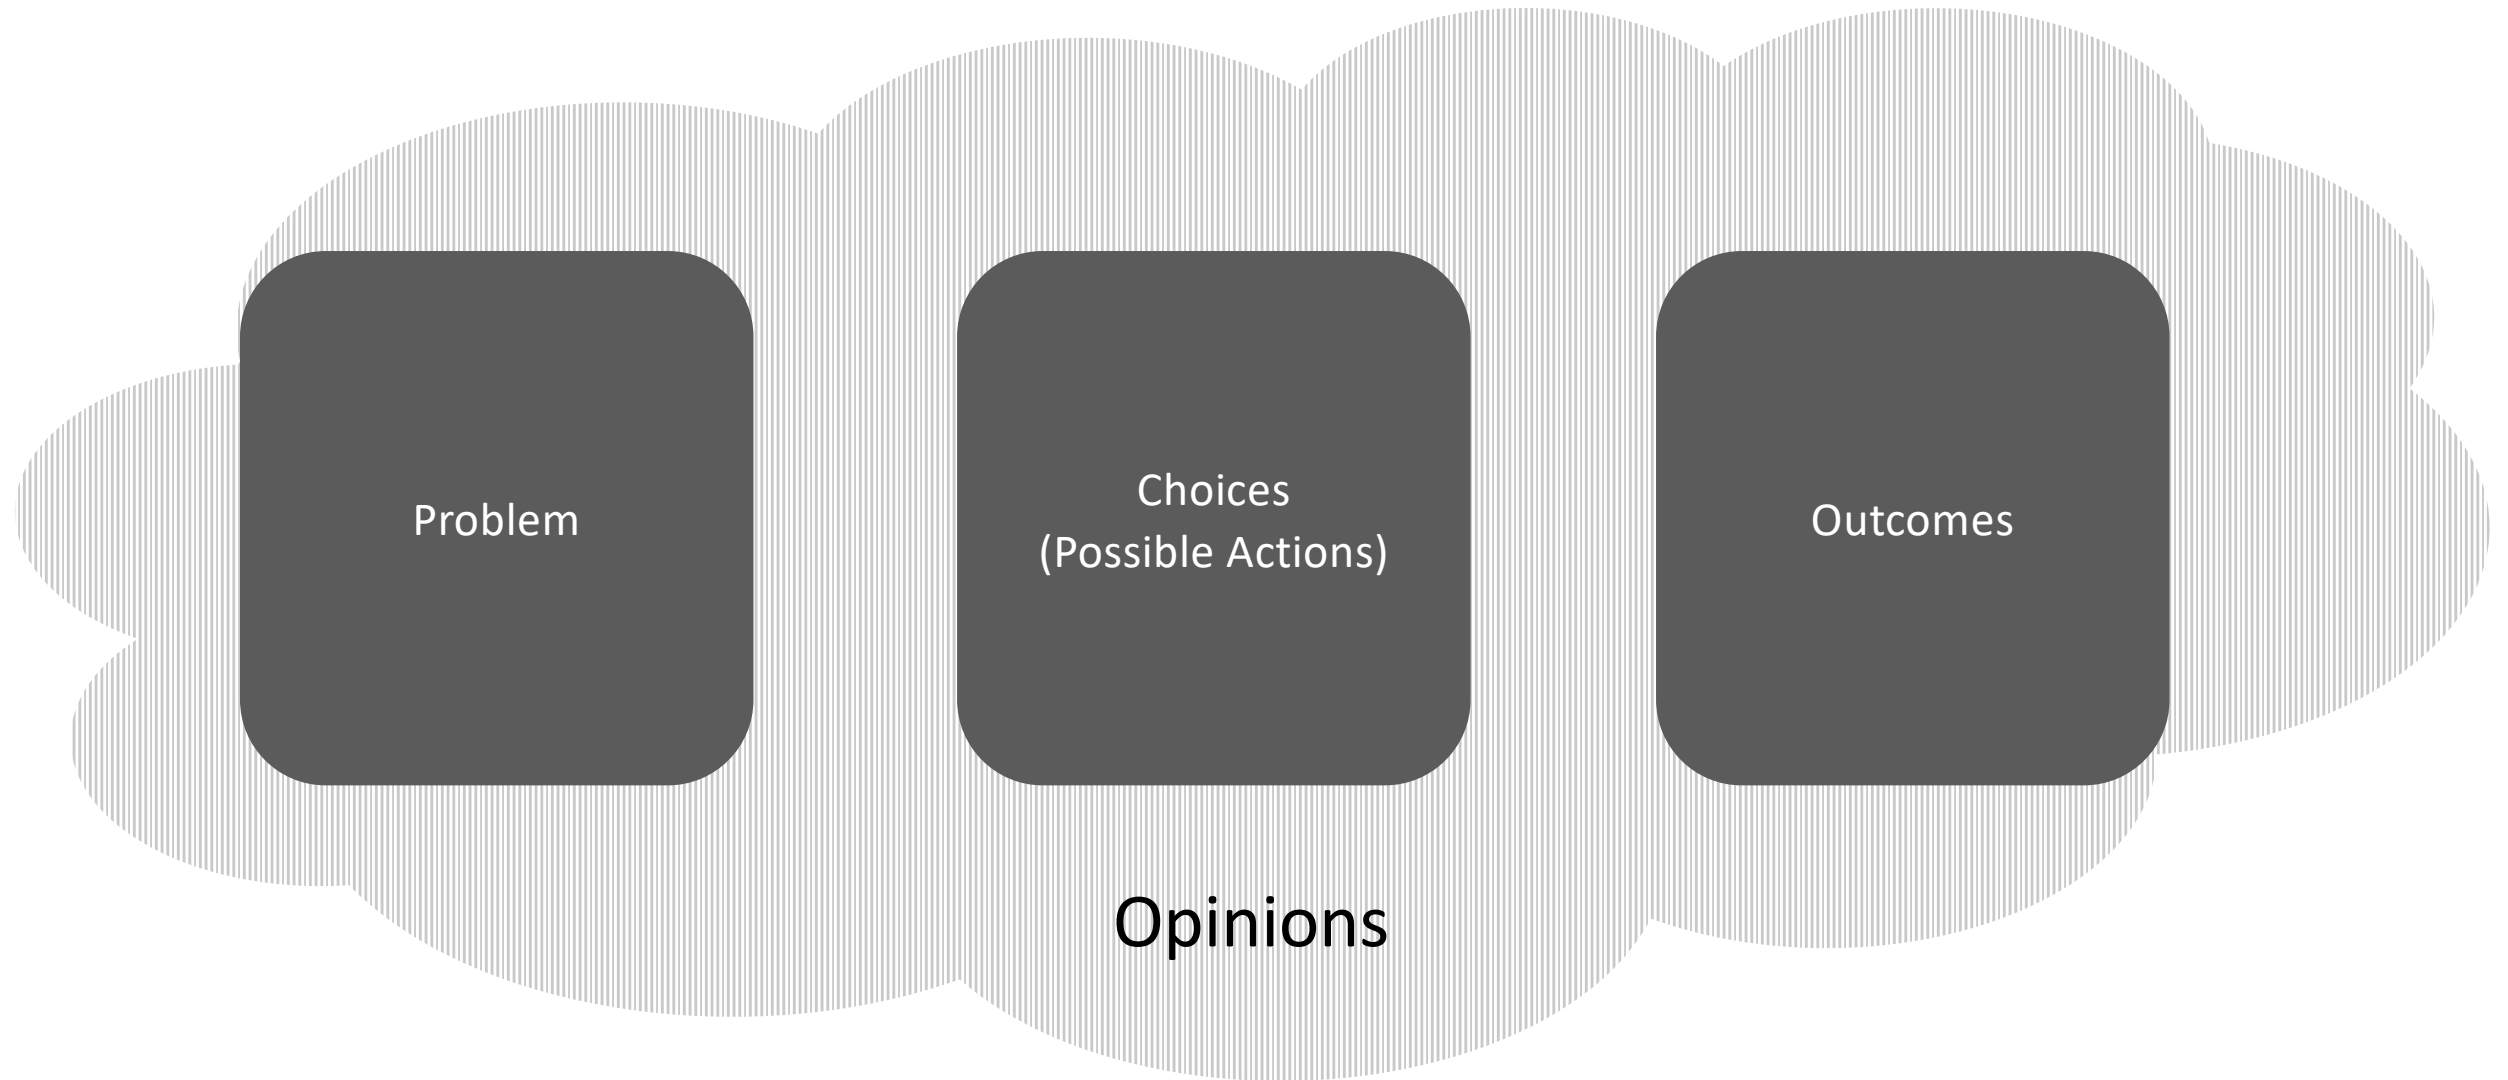 Problem
Choices
(Possible Actions)
Outcomes
Opinions